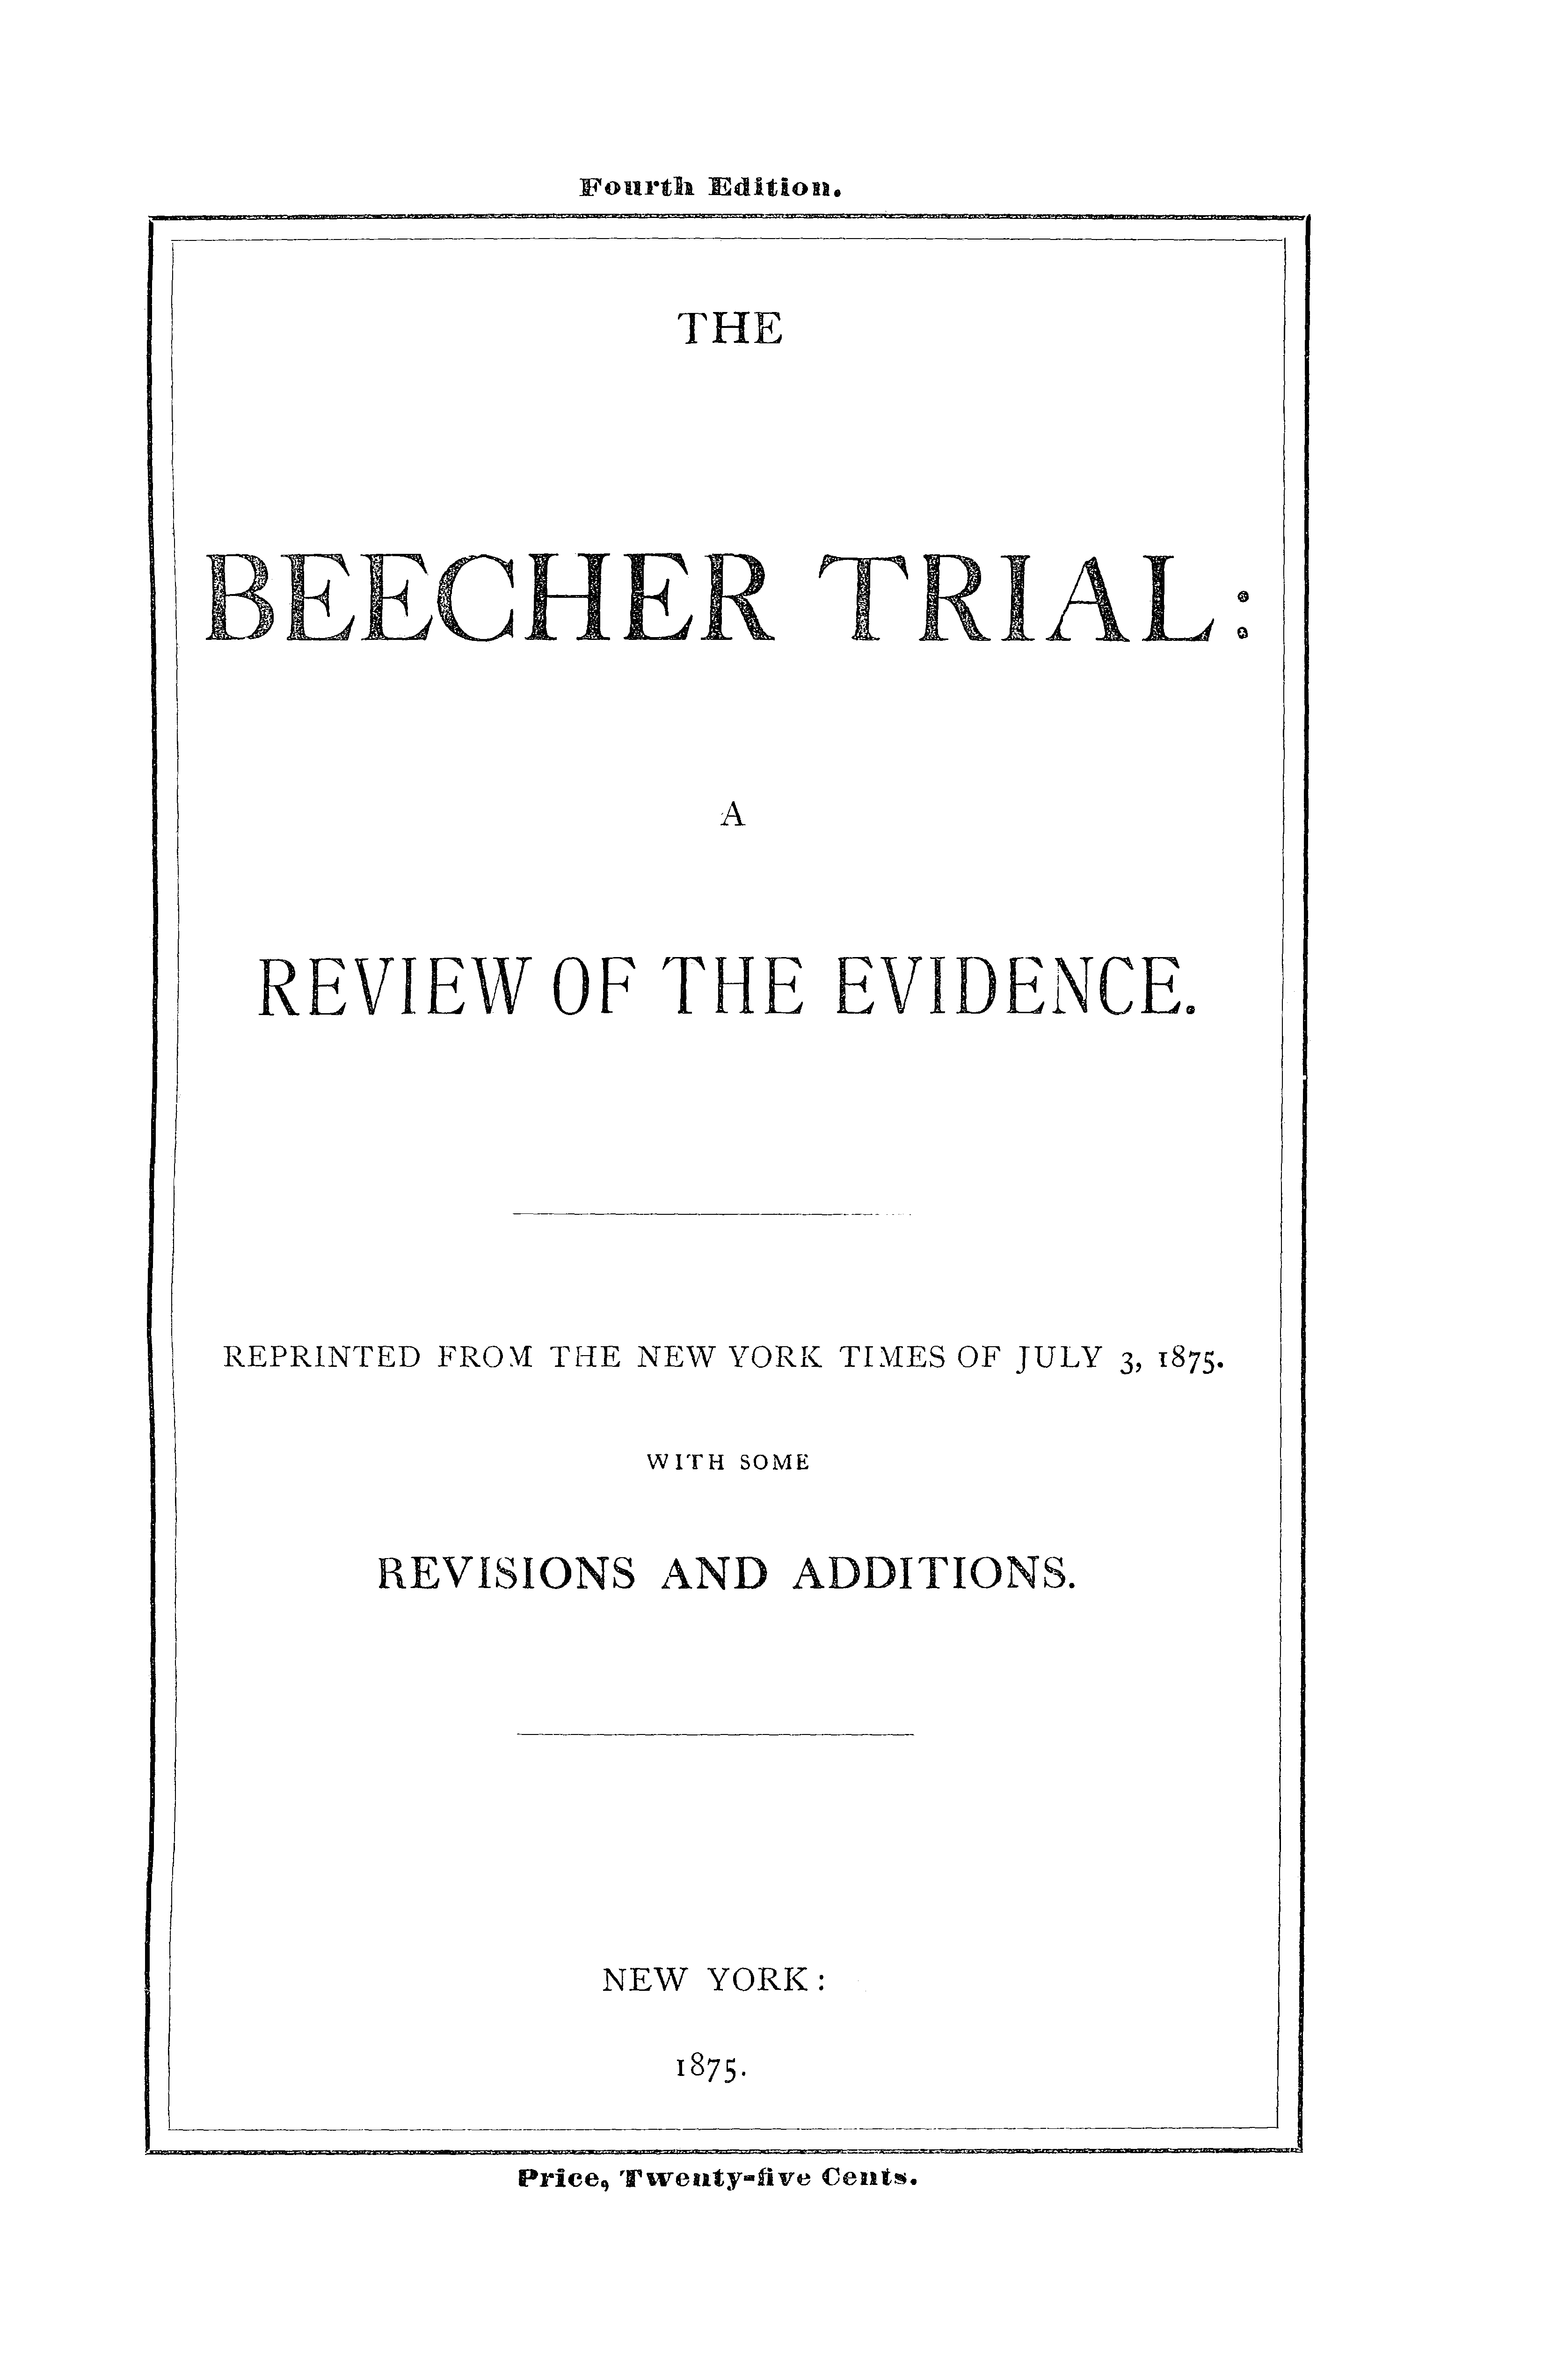 Fourth Edition.
THE
BEECHER TRIAL:
A
REVIEW OF THE EVIDENCE.
REPRINTED FROM THE NEW YORK TIMES OF JULY 3, 1875.
WITH SOME
REVISIONS AND ADDITIONS.
NEW YORK:
1875.
Price, Twenty-five Cents.